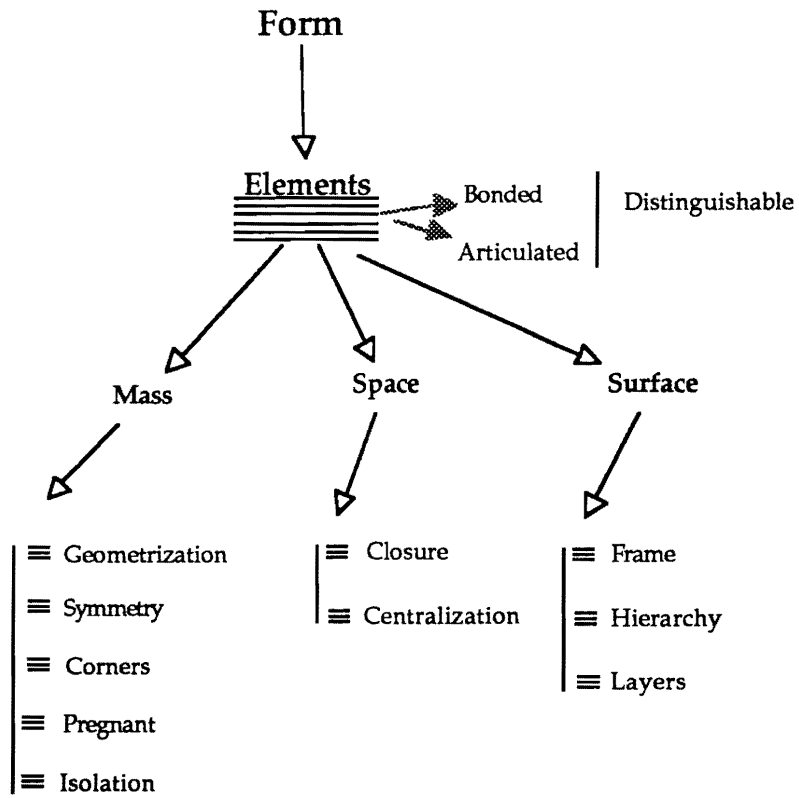 Form
Elements
Bonded
Distinguishable
Articulated
Mass
Space
Surface
Geometrization
Symmetry
Corners
Pregnant
Isolation
Closure
Centralization
Frame
Hierarchy
Layers